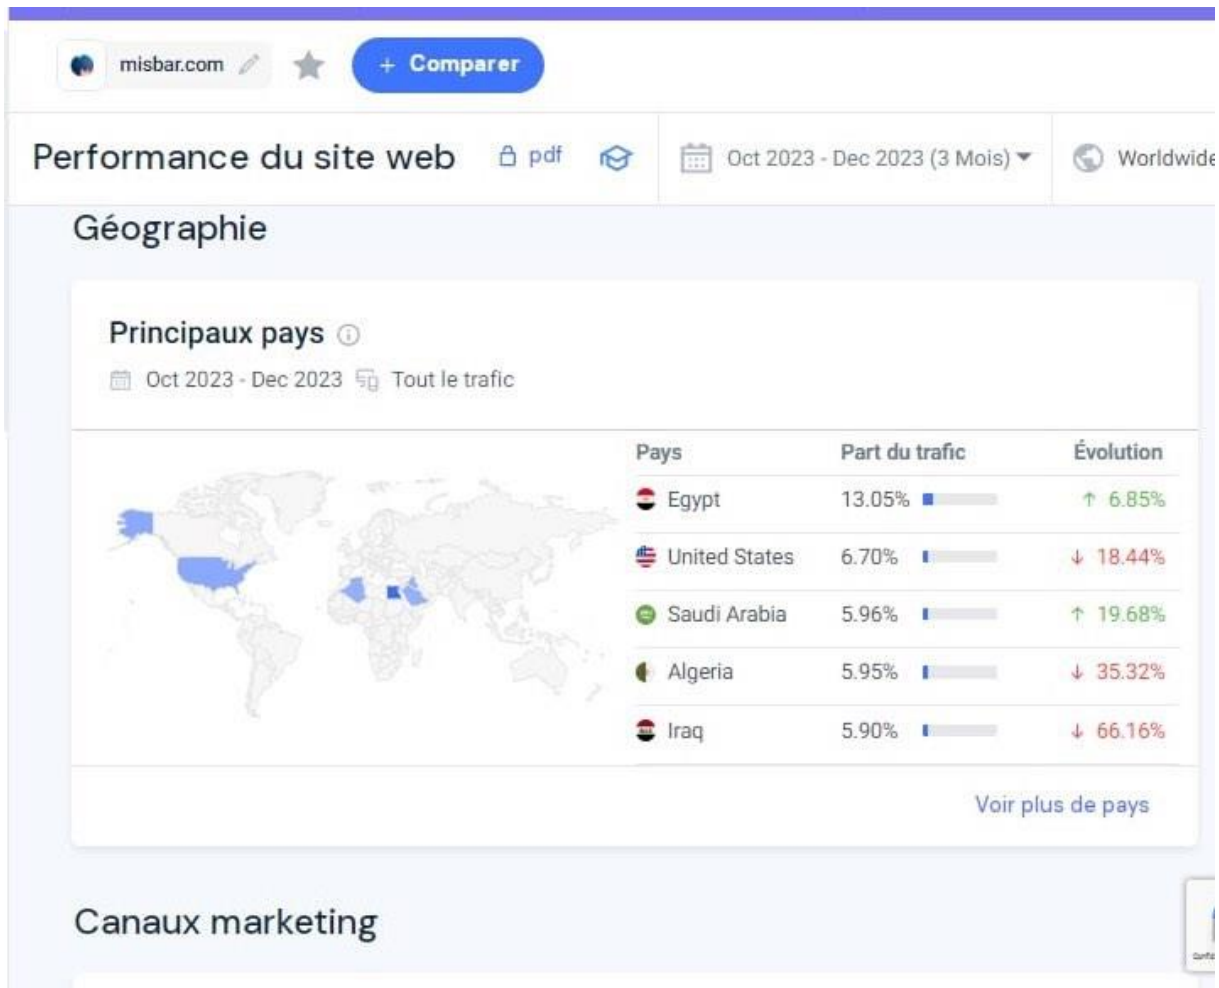 misbar.com
+ Comparer
Performance du site web pdf Oct 2023 - Dec 2023 (3 Mois) Worldwide
Géographie
Principaux pays
Oct 2023 - Dec 2023 Tout le trafic
Pays Part du trafic Évolution
Egypt 13.05% ↑ 6.85%
United States 6.70% ↓ 18.44%
Saudi Arabia 5.96% ↑ 19.68%
Algeria 5.95% ↓ 35.32%
Iraq 5.90% ↓ 66.16%
Voir plus de pays
Canaux marketing